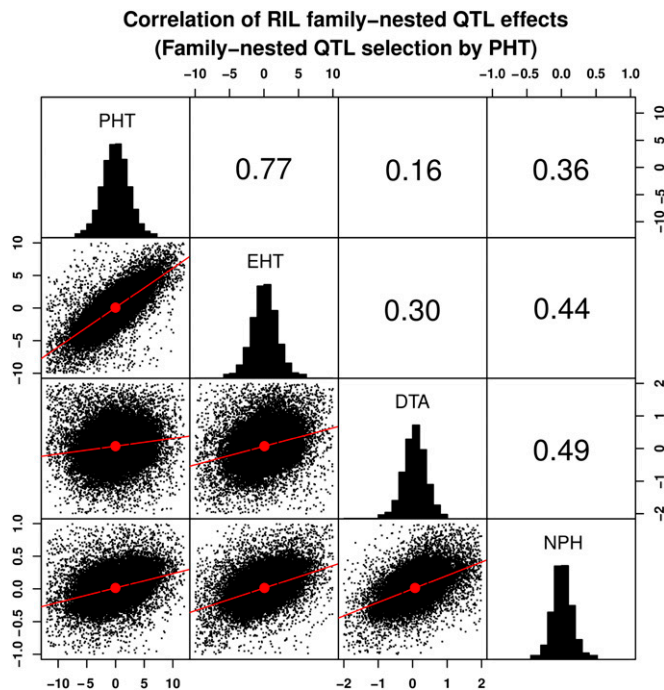 Correlation of RIL family−nested QTL effects
(Family−nested QTL selection by PHT)
−10 −5 0 5 10
−1.0 0.0 0.5 1.0
PHT
0.77
0.16
0.36
−10 −5 0 5 10
−10 −5 0 5 10
EHT
0.30
0.44
DTA
0.49
−2 −1 0 1 2
−1.0 −0.5 0.0 0.5 1.0
NPH
−10 −5 0 5 10
−2 −1 0 1 2